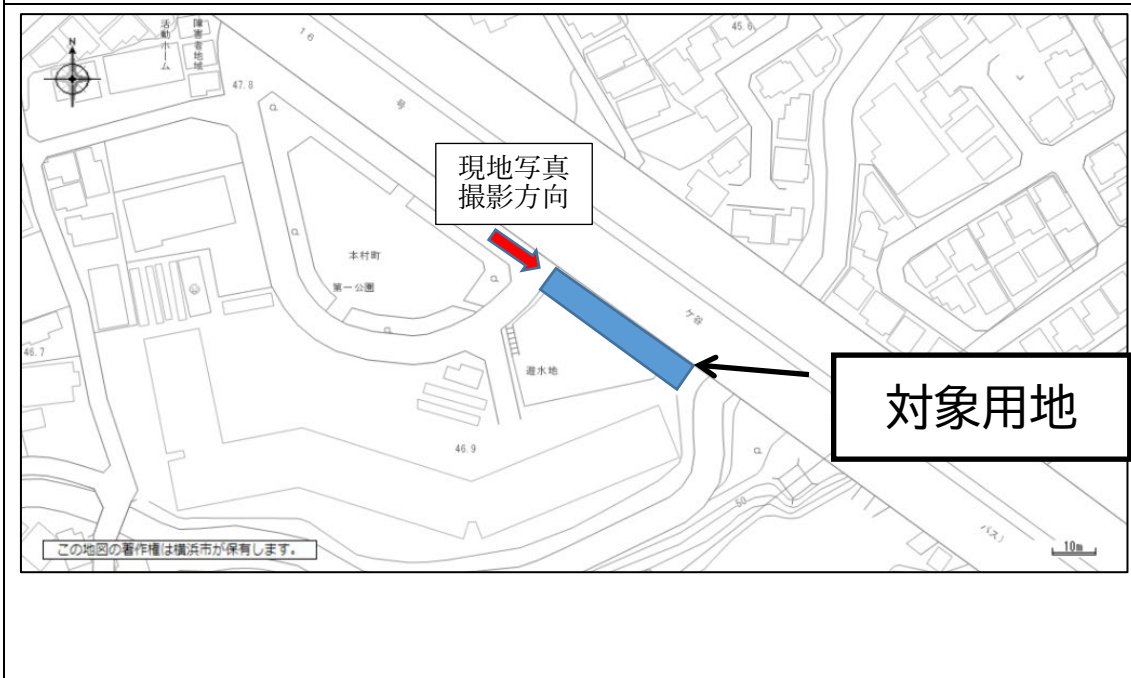 障害者地域
活動ホーム
N
16
号
45.6
47.8
現地写真
撮影方向
本村町
第一公園
ケ谷
46.7
遊水地
対象用地
46.9
50
バス)
この地図の著作権は横浜市が保有します。
10m